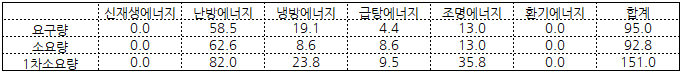 신재생에너지 난방에너지 냉방에너지 급탕에너지 조명에너지 환기에너지 합계
요구량 0.0 58.5 19.1 4.4 13.0 0.0 95.0
소요량 0.0 62.6 8.6 8.6 13.0 0.0 92.8
1차소요량 0.0 82.0 23.8 9.5 35.8 0.0 151.0